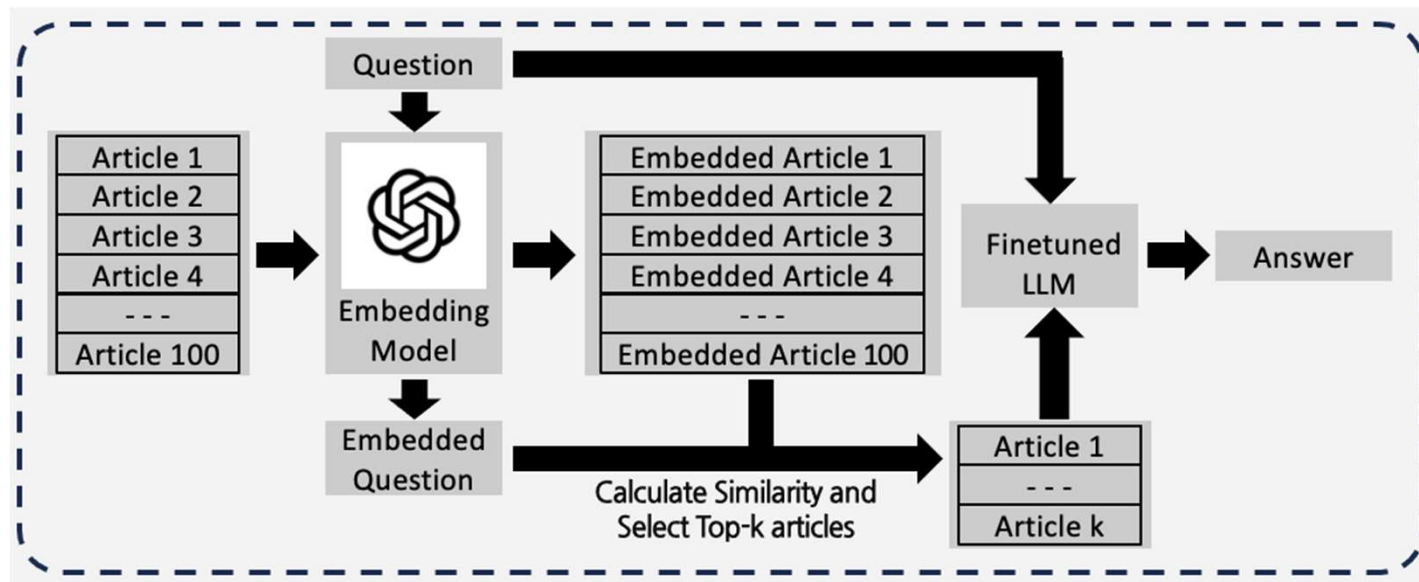 Question
Article 1
Article 2
Article 3
Article 4
- - -
Article 100
Embedding
Model
Embedded Article 1
Embedded Article 2
Embedded Article 3
Embedded Article 4
- - -
Embedded Article 100
Finetuned
LLM
Answer
Embedded
Question
Calculate Similarity and
Select Top-k articles
Article 1
- - -
Article k